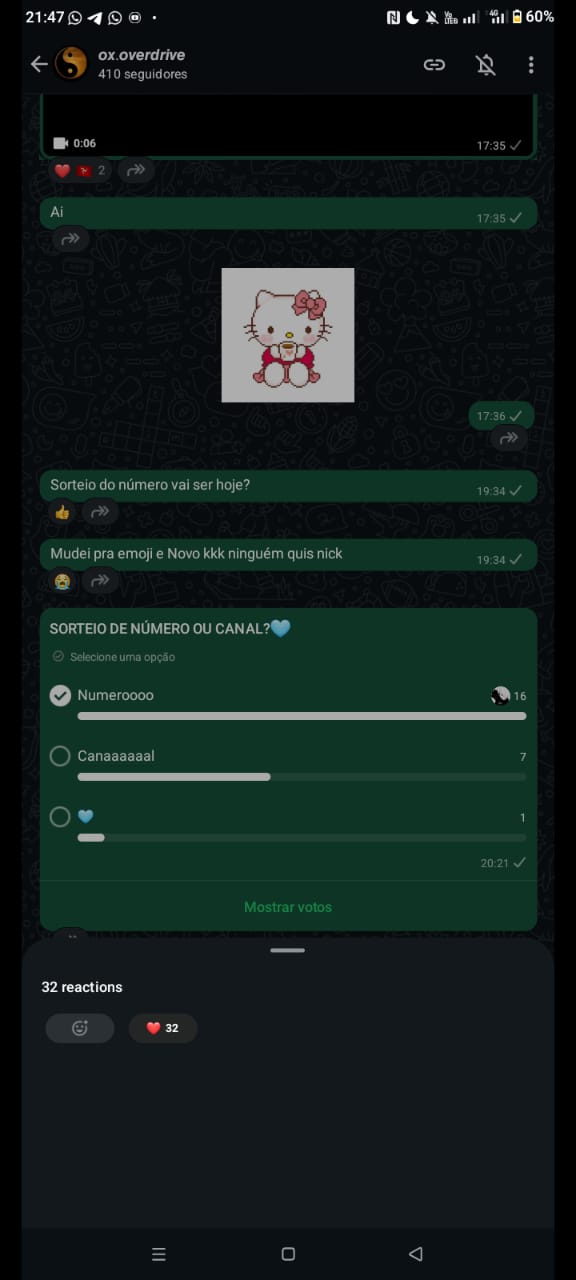 21:47
60%
ox.overdrive
410 seguidores
0:06
17:35
2
Ai
17:35
17:36
Sorteio do número vai ser hoje?
19:34
Mudei pra emoji e Novo kkk ninguém quis nick
19:34
SORTEIO DE NÚMERO OU CANAL?🩵
Selecione uma opção
Numeroooo
16
Canaaaaaal
7
🩵
1
20:21
Mostrar votos
32 reactions
❤️ 32